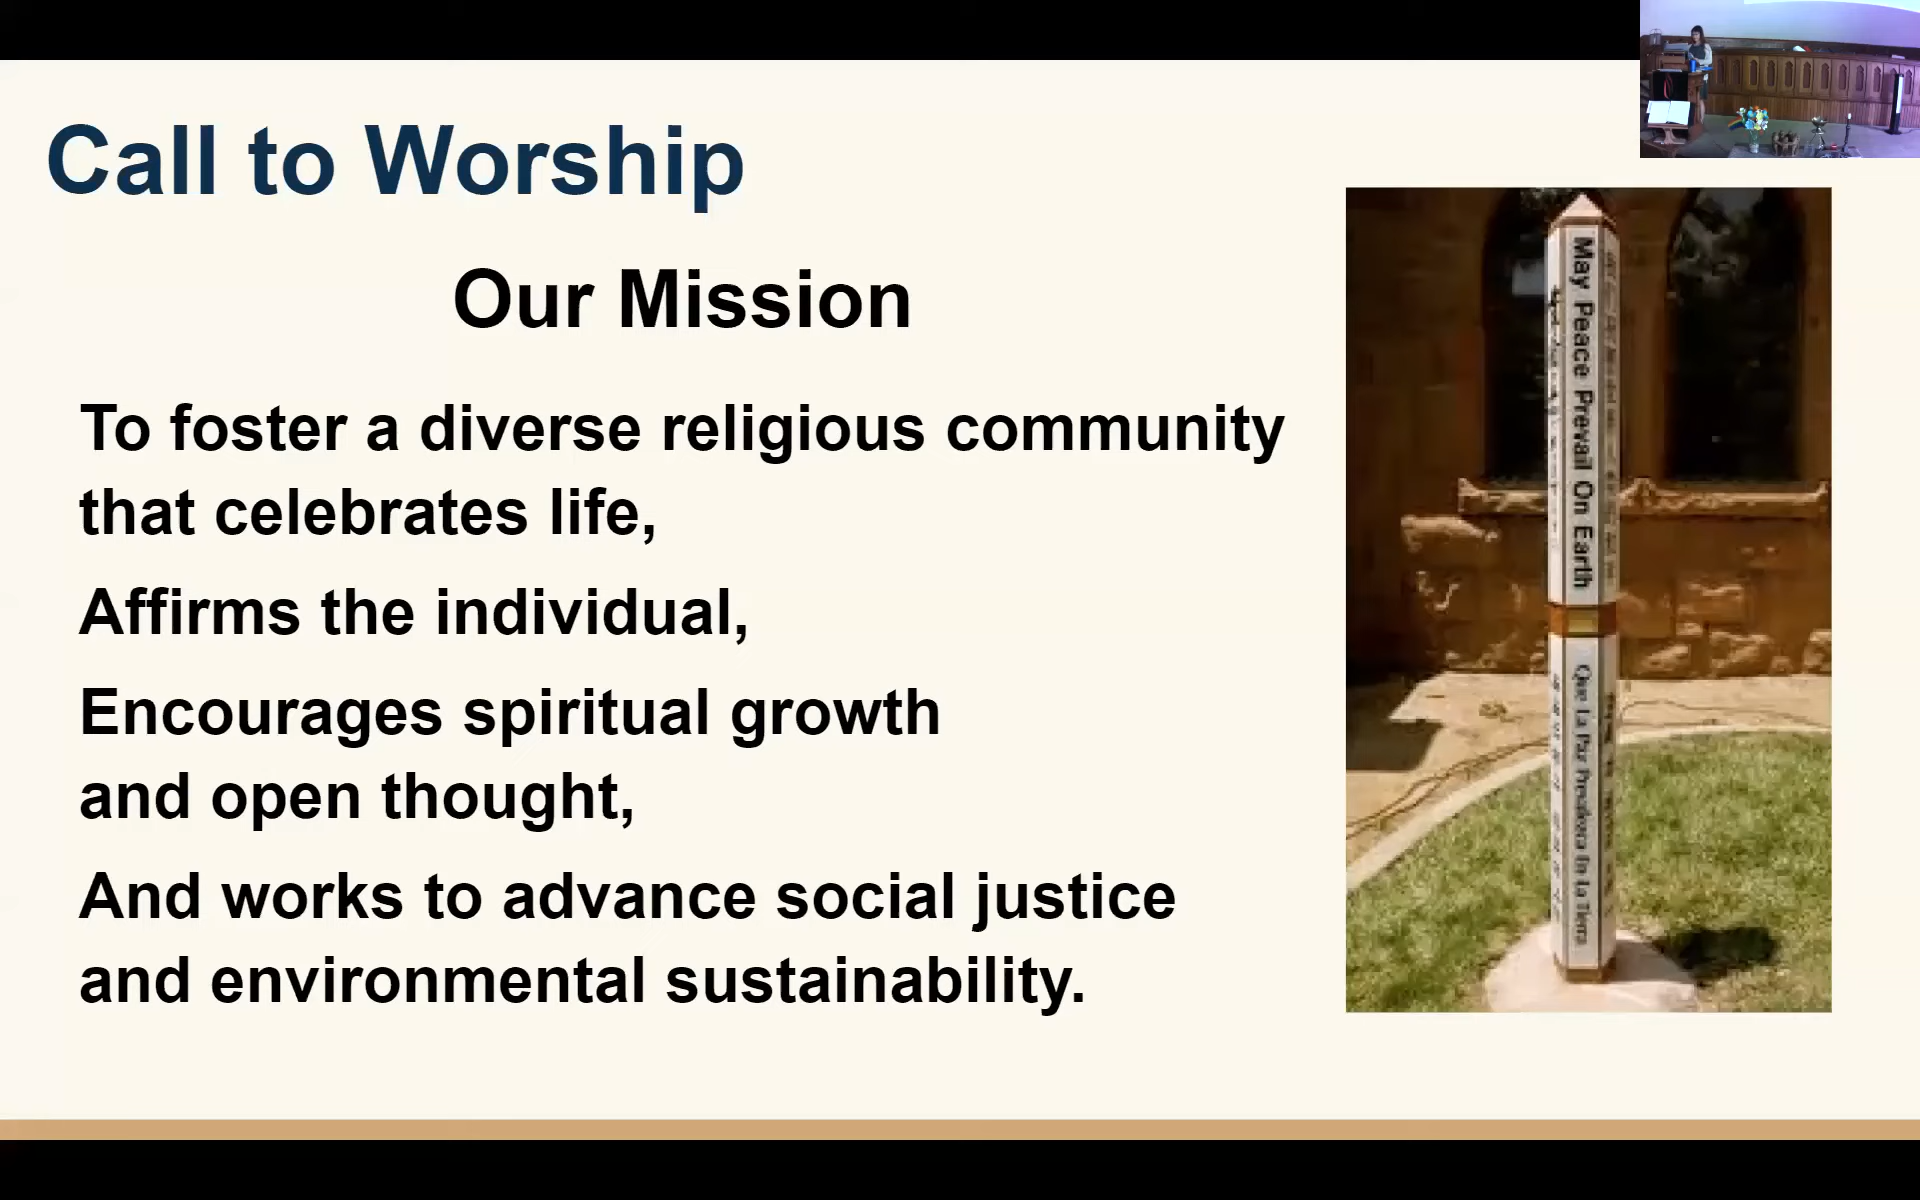 Call to Worship
Our Mission
To foster a diverse religious community
that celebrates life,
Affirms the individual,
Encourages spiritual growth
and open thought,
And works to advance social justice
and environmental sustainability.
May Peace Prevail On Earth
Que La Paz Prevalezca En La Tierra